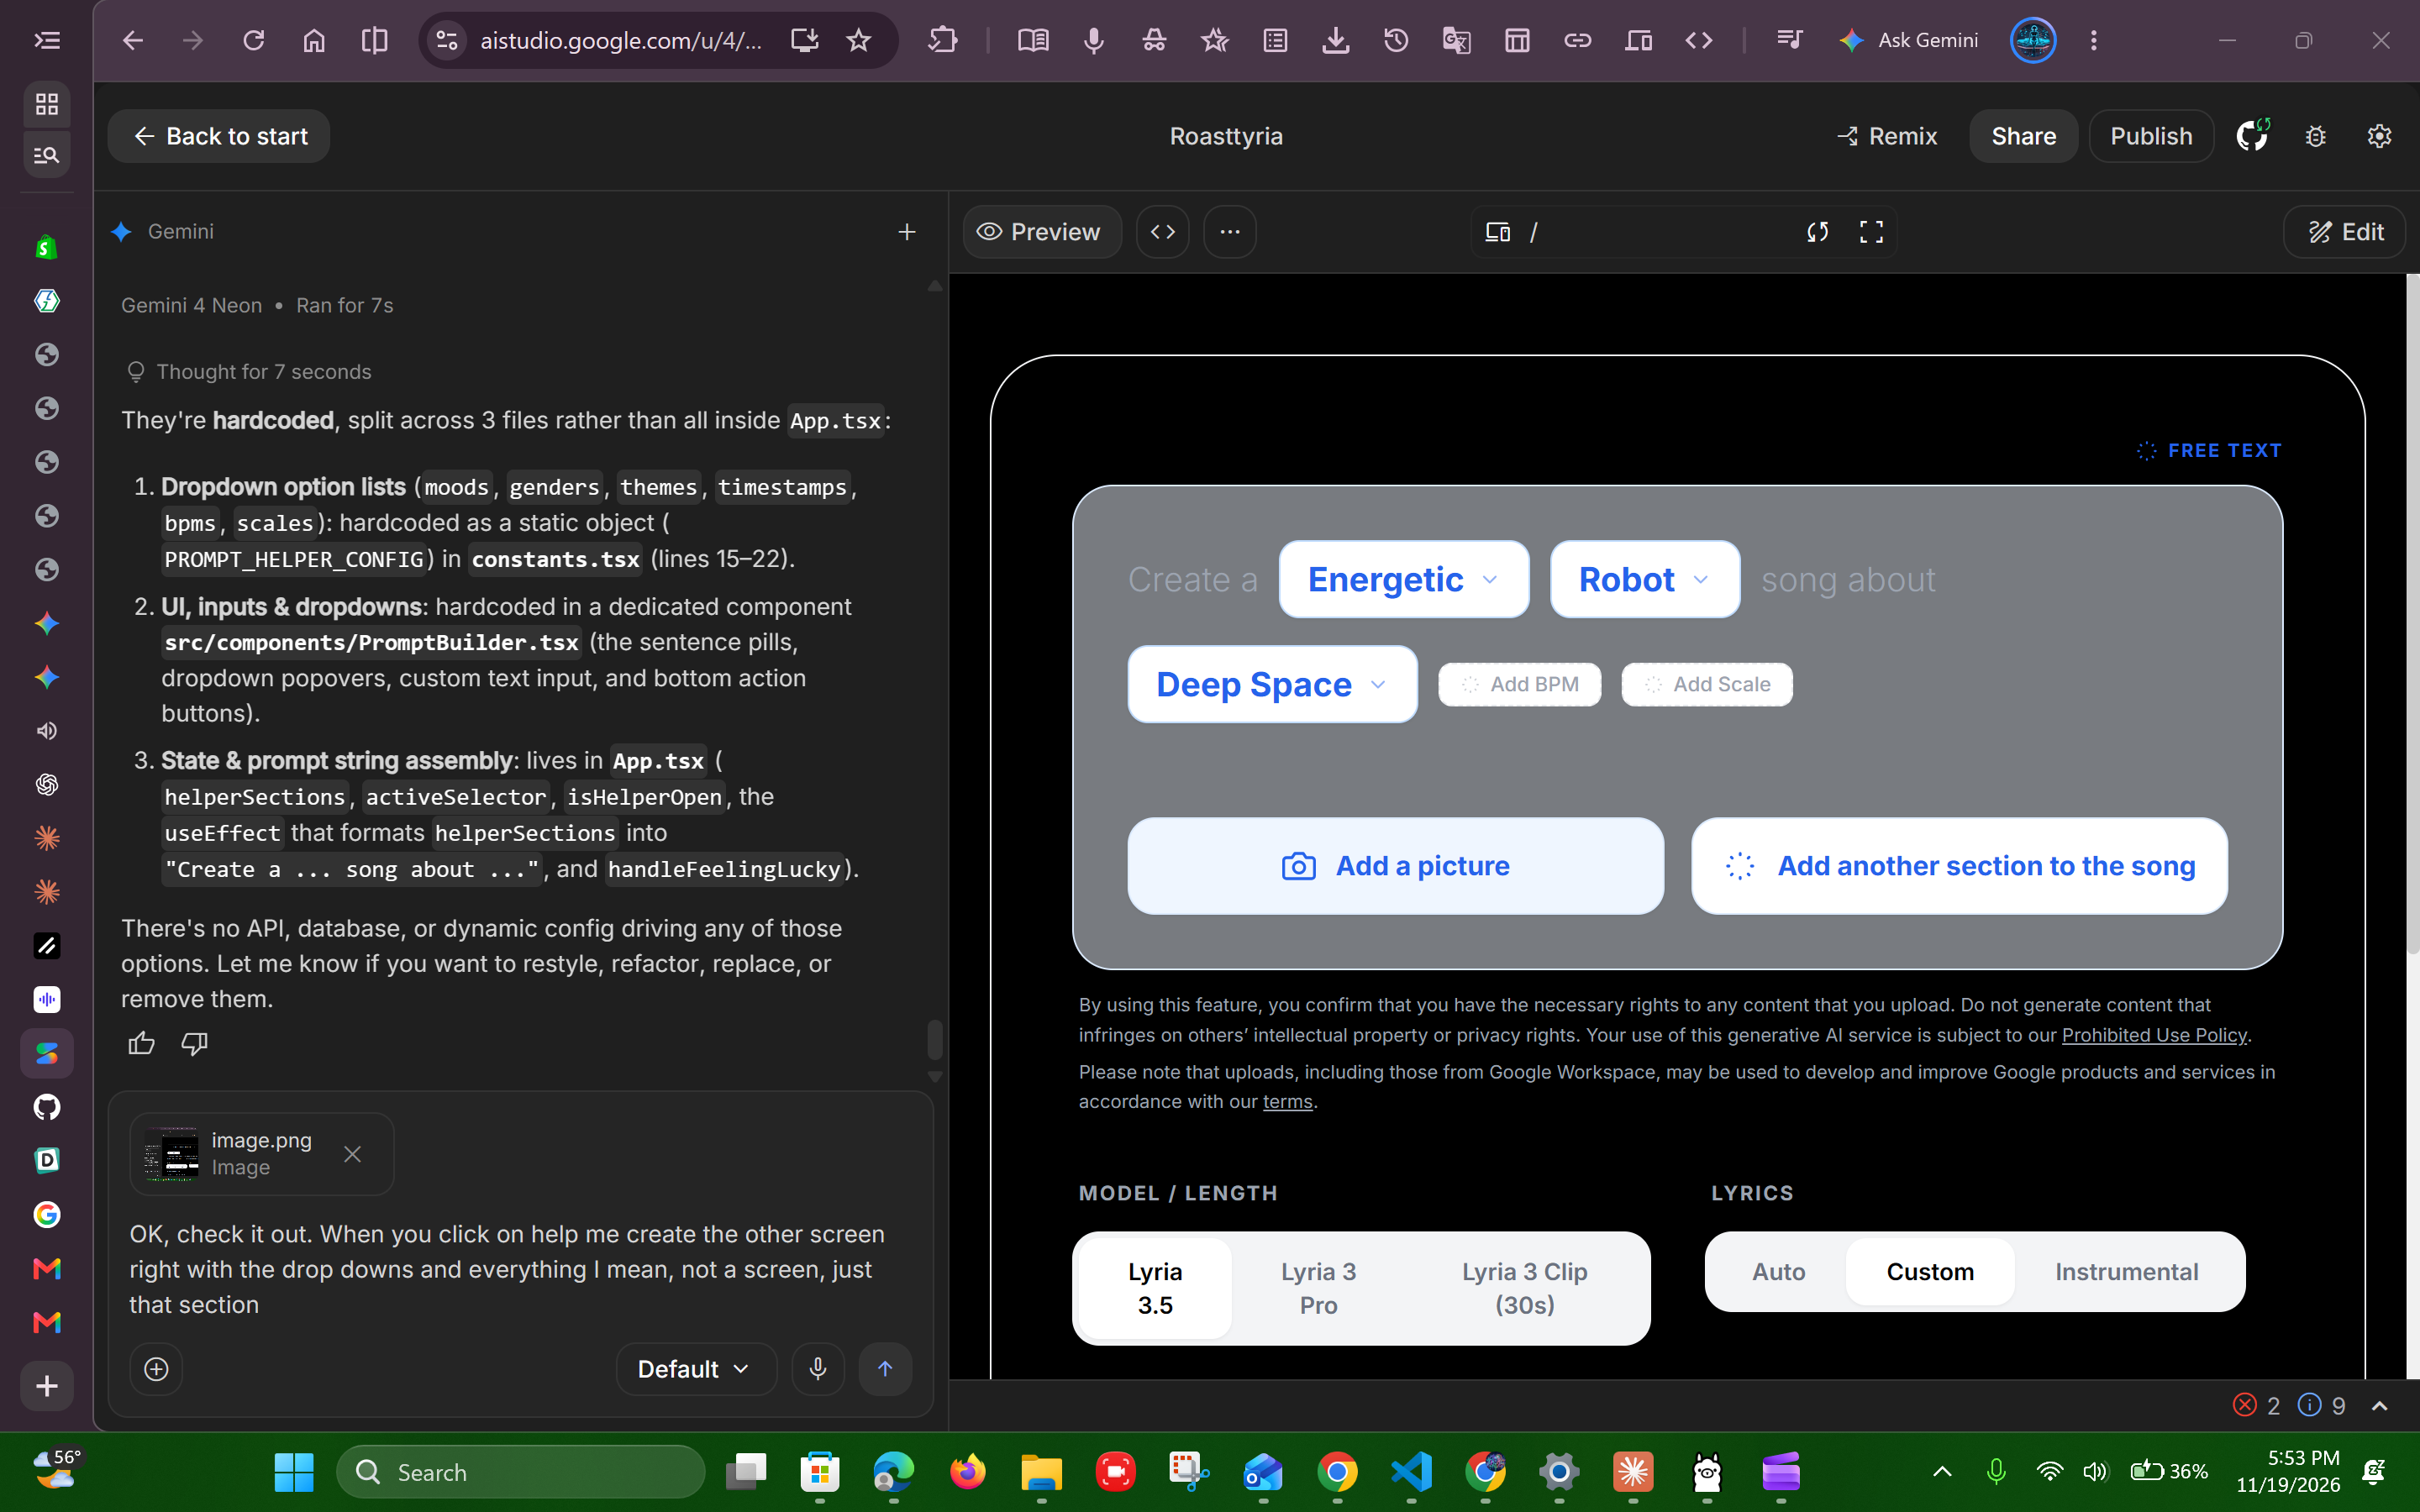 aistudio.google.com/u/4/...
Ask Gemini
Back to start
Roasttyria
Remix
Share
Publish
Gemini
Preview
/
Edit
Gemini 4 Neon • Ran for 7s
Thought for 7 seconds
They're hardcoded, split across 3 files rather than all inside App.tsx:
1. Dropdown option lists (moods, genders, themes, timestamps,
bpms, scales): hardcoded as a static object (
PROMPT_HELPER_CONFIG) in constants.tsx (lines 15–22).
2. UI, inputs & dropdowns: hardcoded in a dedicated component
src/components/PromptBuilder.tsx (the sentence pills,
dropdown popovers, custom text input, and bottom action
buttons).
3. State & prompt string assembly: lives in App.tsx (
helperSections, activeSelector, isHelperOpen, the
useEffect that formats helperSections into
"Create a ... song about ...", and handleFeelingLucky).
There's no API, database, or dynamic config driving any of those
options. Let me know if you want to restyle, refactor, replace, or
remove them.
image.png
Image
OK, check it out. When you click on help me create the other screen
right with the drop downs and everything I mean, not a screen, just
that section
Default
FREE TEXT
Create a Energetic Robot song about
Deep Space Add BPM Add Scale
Add a picture
Add another section to the song
By using this feature, you confirm that you have the necessary rights to any content that you upload. Do not generate content that
infringes on others’ intellectual property or privacy rights. Your use of this generative AI service is subject to our Prohibited Use Policy.
Please note that uploads, including those from Google Workspace, may be used to develop and improve Google products and services in
accordance with our terms.
MODEL / LENGTH
Lyria
3.5
Lyria 3
Pro
Lyria 3 Clip
(30s)
LYRICS
Auto
Custom
Instrumental
2
9
56°
Search
36%
5:53 PM
11/19/2026